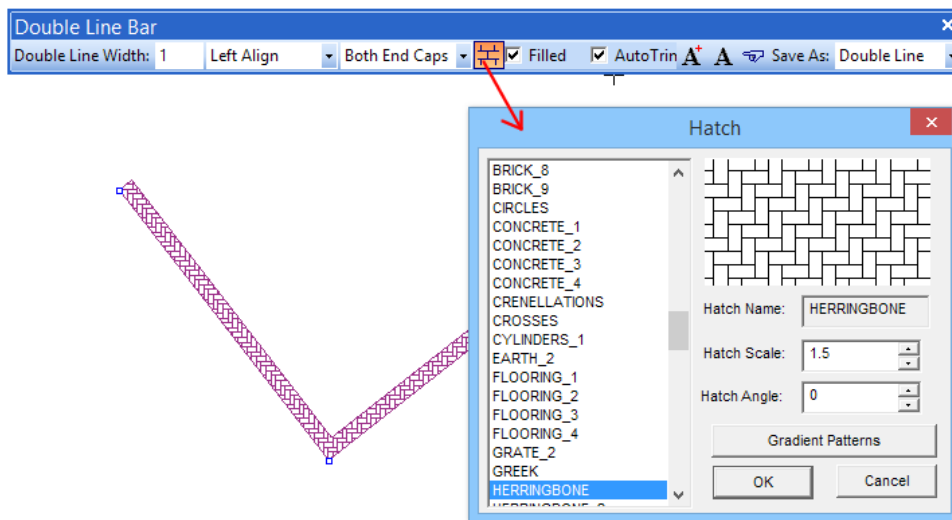 Double Line Bar
Double Line Width: 1 Left Align Both End Caps Filled AutoTrin A+ A Save As: Double Line
Hatch
BRICK_8
BRICK_9
CIRCLES
CONCRETE_1
CONCRETE_2
CONCRETE_3
CONCRETE_4
CRENELLATIONS
CROSSES
CYLINDERS_1
EARTH_2
FLOORING_1
FLOORING_2
FLOORING_3
FLOORING_4
GRATE_2
GREEK
HERRINGBONE
Hatch Name: HERRINGBONE
Hatch Scale: 1.5
Hatch Angle: 0
Gradient Patterns
OK Cancel